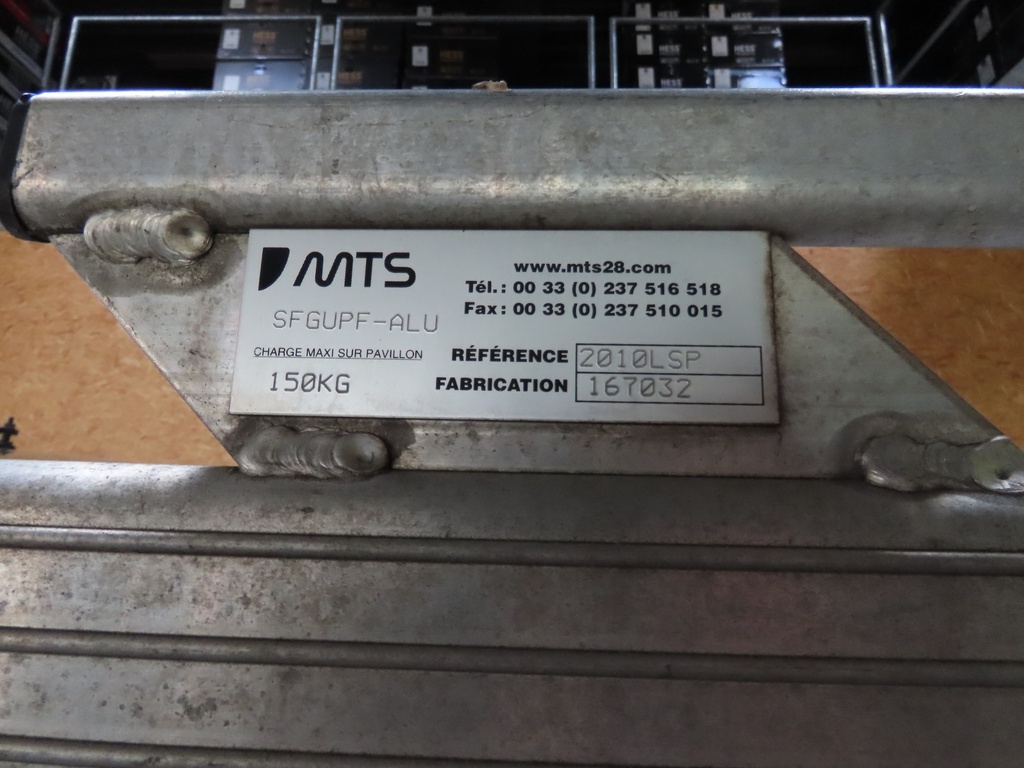 HESS
MTS
www.mts28.com
Tél.: 00 33 (0) 237 516 518
Fax: 00 33 (0) 237 510 015
SFGUPF-ALU
CHARGE MAXI SUR PAVILLON
150KG
RÉFÉRENCE 2010LSP
FABRICATION 167032